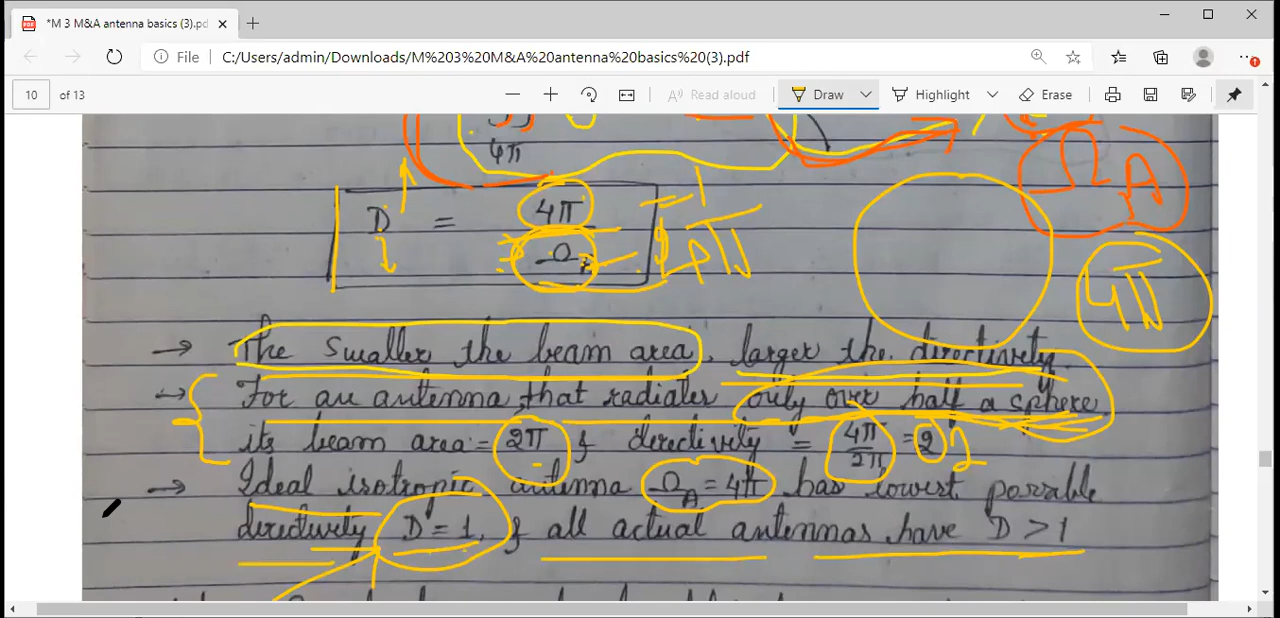 *M 3 M&A antenna basics (3).pd
File C:/Users/admin/Downloads/M%203%20M&A%20antenna%20basics%20(3).pdf
10 of 13 Read aloud Draw Highlight Erase
4π
Ω A
D = 4π
Ω_A
4π
→ The Smaller the beam area, larger the directivity.
→ For an antenna that radiates only over half a sphere
its beam area = 2π & directivity = 4π/2π = 2 2
→ Ideal isotropic antenna Ω_A = 4π has lowest possible
directivity D = 1, & all actual antennas have D > 1